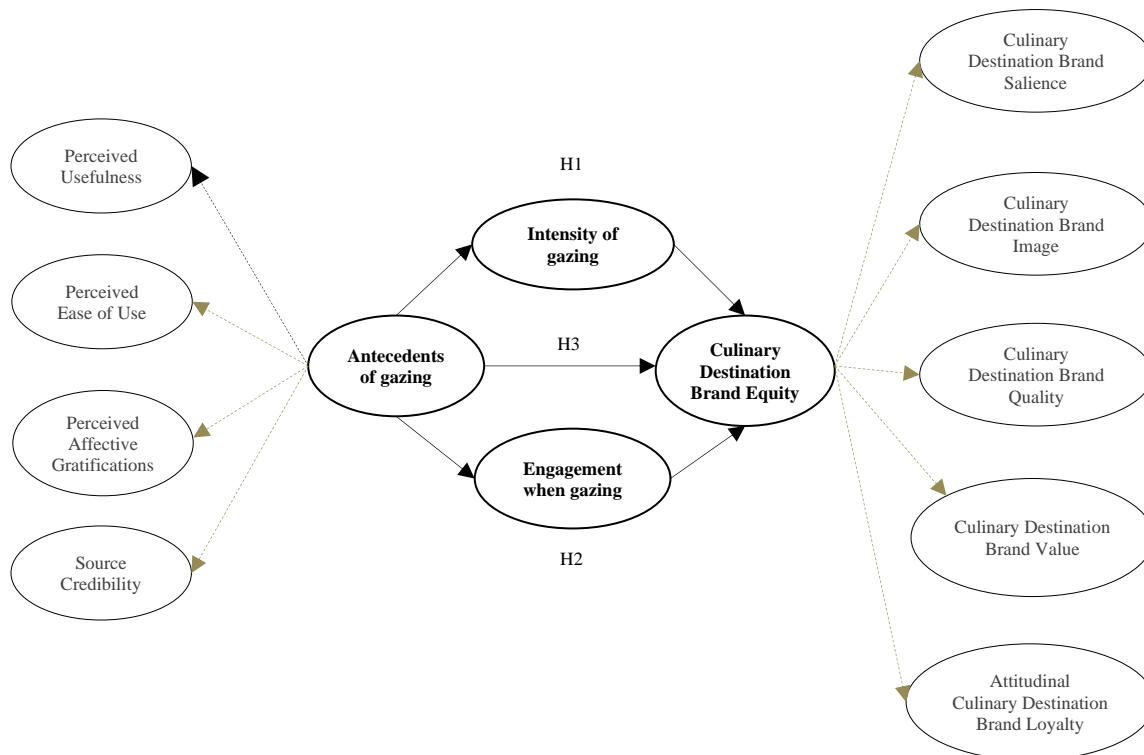 Culinary
Destination Brand
Salience
Perceived
Usefulness
H1
Culinary
Destination Brand
Image
Intensity of
gazing
Perceived
Ease of Use
H3
Antecedents
of gazing
Culinary
Destination
Brand Equity
Culinary
Destination Brand
Quality
Perceived
Affective
Gratifications
Engagement
when gazing
Culinary Destination
Brand Value
Source
Credibility
H2
Attitudinal
Culinary Destination
Brand Loyalty